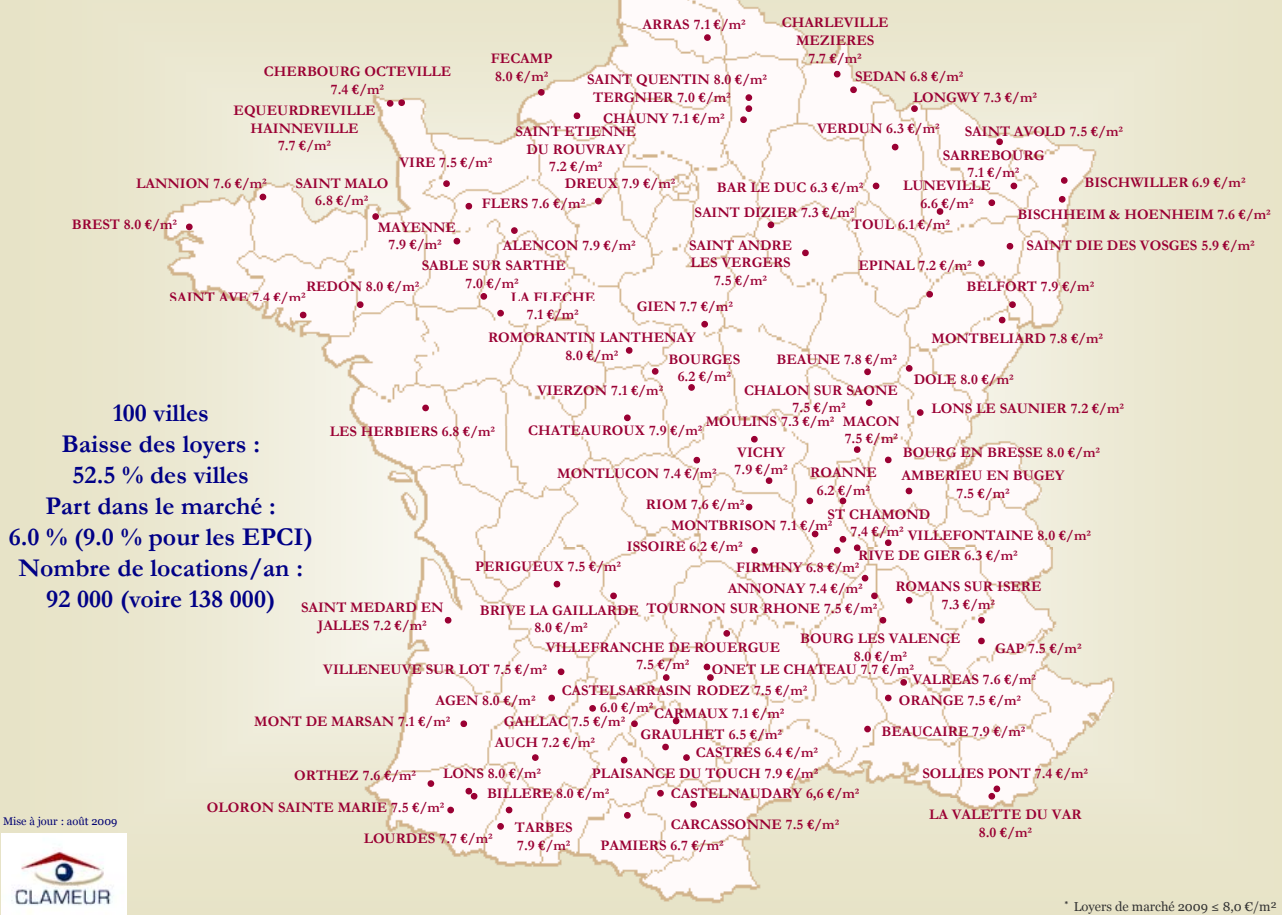 ARRAS 7.1 €/m²
CHARLEVILLE
MEZIERES
7.7 €/m²
FECAMP
8.0 €/m²
CHERBOURG OCTEVILLE
7.4 €/m²
SAINT QUENTIN 8.0 €/m²
SEDAN 6.8 €/m²
TERGNIER 7.0 €/m²
LONGWY 7.3 €/m²
EQUEURDREVILLE
HAINNEVILLE
7.7 €/m²
CHAUNY 7.1 €/m²
VERDUN 6.3 €/m²
SAINT AVOLD 7.5 €/m²
SAINT ETIENNE
DU ROUVRAY
7.2 €/m²
SARREBOURG
7.1 €/m²
VIRE 7.5 €/m²
LANNION 7.6 €/m²
SAINT MALO
6.8 €/m²
DREUX 7.9 €/m²
BAR LE DUC 6.3 €/m²
LUNEVILLE
6.6 €/m²
BISCHWILLER 6.9 €/m²
FLERS 7.6 €/m²
SAINT DIZIER 7.3 €/m²
BISCHHEIM & HOENHEIM 7.6 €/m²
BREST 8.0 €/m²
MAYENNE
7.9 €/m²
TOUL 6.1 €/m²
ALENCON 7.9 €/m²
SAINT ANDRE
LES VERGERS
7.5 €/m²
SAINT DIE DES VOSGES 5.9 €/m²
SABLE SUR SARTHE
7.0 €/m²
EPINAL 7.2 €/m²
REDON 8.0 €/m²
BELFORT 7.9 €/m²
SAINT AVE 7.4 €/m²
LA FLECHE
7.1 €/m²
GIEN 7.7 €/m²
MONTBELIARD 7.8 €/m²
ROMORANTIN LANTHENAY
8.0 €/m²
BOURGES
6.2 €/m²
BEAUNE 7.8 €/m²
DOLE 8.0 €/m²
VIERZON 7.1 €/m²
CHALON SUR SAONE
7.5 €/m²
LONS LE SAUNIER 7.2 €/m²
100 villes
Baisse des loyers :
52.5 % des villes
Part dans le marché :
6.0 % (9.0 % pour les EPCI)
Nombre de locations/an :
92 000 (voire 138 000)
LES HERBIERS 6.8 €/m²
CHATEAUROUX 7.9 €/m²
MOULINS 7.3 €/m²
MACON
7.5 €/m²
VICHY
7.9 €/m²
BOURG EN BRESSE 8.0 €/m²
MONTLUCON 7.4 €/m²
ROANNE
6.2 €/m²
AMBERIEU EN BUGEY
7.5 €/m²
RIOM 7.6 €/m²
ST CHAMOND
7.4 €/m²
MONTBRISON 7.1 €/m²
VILLEFONTAINE 8.0 €/m²
ISSOIRE 6.2 €/m²
RIVE DE GIER 6.3 €/m²
PERIGUEUX 7.5 €/m²
FIRMINY 6.8 €/m²
ANNONAY 7.4 €/m²
ROMANS SUR ISERE
7.3 €/m²
SAINT MEDARD EN
JALLES 7.2 €/m²
BRIVE LA GAILLARDE
8.0 €/m²
TOURNON SUR RHONE 7.5 €/m²
BOURG LES VALENCE
8.0 €/m²
VILLEFRANCHE DE ROUERGUE
7.5 €/m²
GAP 7.5 €/m²
VILLENEUVE SUR LOT 7.5 €/m²
ONET LE CHATEAU 7.7 €/m²
VALREAS 7.6 €/m²
CASTELSARRASIN
6.0 €/m²
RODEZ 7.5 €/m²
AGEN 8.0 €/m²
ORANGE 7.5 €/m²
MONT DE MARSAN 7.1 €/m²
GAILLAC 7.5 €/m²
CARMAUX 7.1 €/m²
BEAUCAIRE 7.9 €/m²
AUCH 7.2 €/m²
GRAULHET 6.5 €/m²
CASTRES 6.4 €/m²
ORTHEZ 7.6 €/m²
LONS 8.0 €/m²
PLAISANCE DU TOUCH 7.9 €/m²
SOLLIES PONT 7.4 €/m²
BILLERE 8.0 €/m²
CASTELNAUDARY 6,6 €/m²
OLORON SAINTE MARIE 7.5 €/m²
LA VALETTE DU VAR
8.0 €/m²
CARCASSONNE 7.5 €/m²
TARBES
7.9 €/m²
LOURDES 7.7 €/m²
PAMIERS 6.7 €/m²
Mise à jour : août 2009
CLAMEUR
* Loyers de marché 2009 ≤ 8,0 €/m²